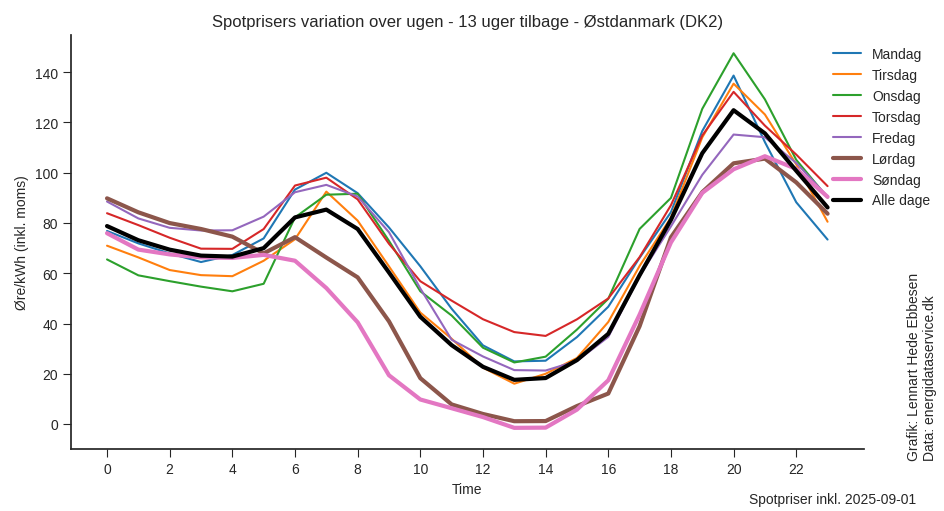 Spotprisers variation over ugen - 13 uger tilbage - Østdanmark (DK2)
Øre/kWh (inkl. moms)
140
120
100
80
60
40
20
0
0 2 4 6 8 10 12 14 16 18 20 22
Time
Mandag
Tirsdag
Onsdag
Torsdag
Fredag
Lørdag
Søndag
Alle dage
Grafik: Lennart Hede Ebbesen
Data: energidataservice.dk
Spotpriser inkl. 2025-09-01